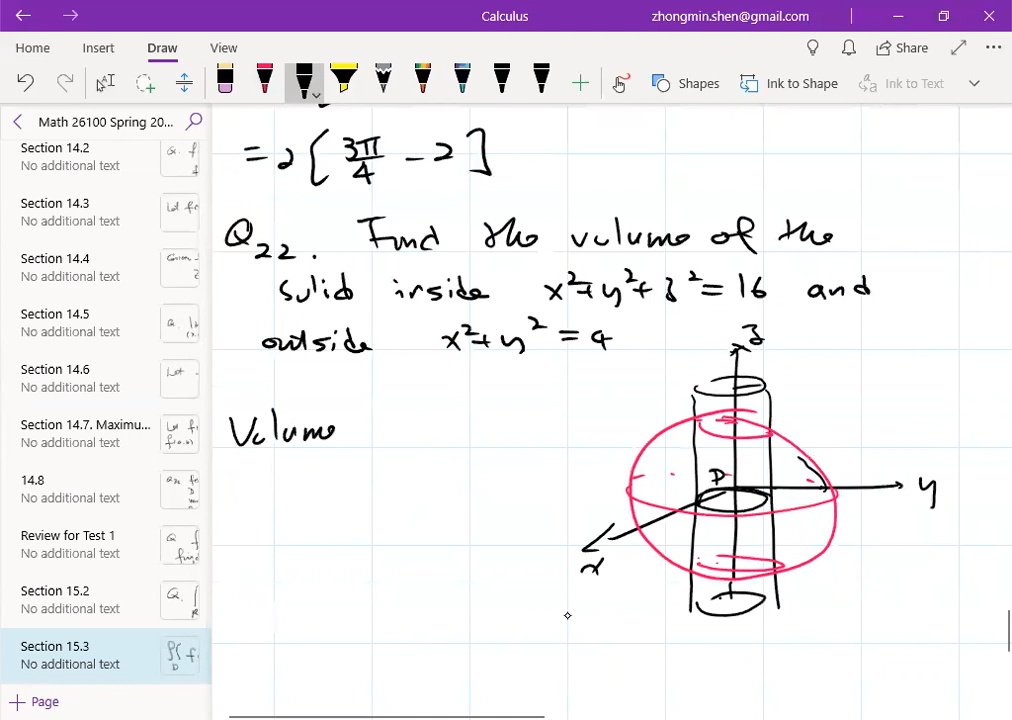 Calculus
zhongmin.shen@gmail.com
Home Insert Draw View
Share
Shapes
Ink to Shape
Ink to Text
Math 26100 Spring 20...
Section 14.2
No additional text
Section 14.3
No additional text
Section 14.4
No additional text
Section 14.5
No additional text
Section 14.6
No additional text
Section 14.7. Maximu...
No additional text
14.8
No additional text
Review for Test 1
No additional text
Section 15.2
No additional text
Section 15.3
No additional text
Page
= 2 [ 3π/4 - 2 ]
Q22. Find the volume of the
solid inside x²+y²+z²=16 and
outside x²+y² = 4
Volume
z
D
y
x